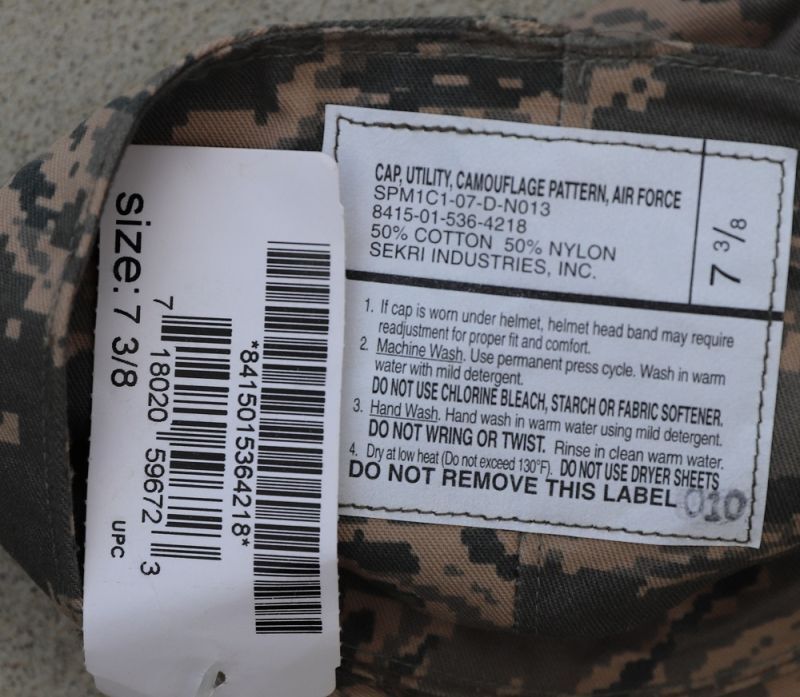 size: 7 3/8
7 18020 59672 3
UPC
*8415015364218*
CAP, UTILITY, CAMOUFLAGE PATTERN, AIR FORCE
SPM1C1-07-D-N013
8415-01-536-4218
50% COTTON 50% NYLON
SEKRI INDUSTRIES, INC.
7 3/8
1. If cap is worn under helmet, helmet head band may require
readjustment for proper fit and comfort.
2. Machine Wash. Use permanent press cycle. Wash in warm
water with mild detergent.
DO NOT USE CHLORINE BLEACH, STARCH OR FABRIC SOFTENER.
3. Hand Wash. Hand wash in warm water using mild detergent.
DO NOT WRING OR TWIST. Rinse in clean warm water.
4. Dry at low heat (Do not exceed 130°F). DO NOT USE DRYER SHEETS
DO NOT REMOVE THIS LABEL 010